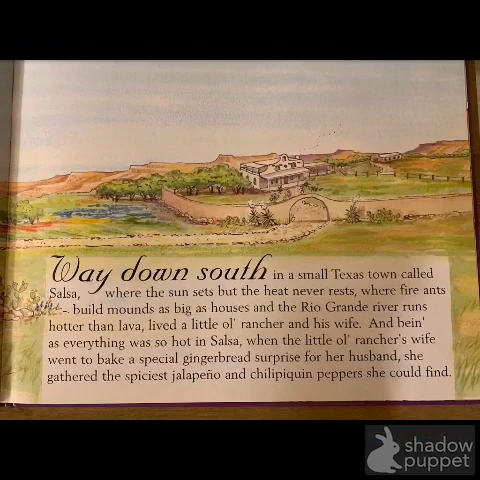 Way down south in a small Texas town called
Salsa, where the sun sets but the heat never rests, where fire ants
build mounds as big as houses and the Rio Grande river runs
hotter than lava, lived a little ol' rancher and his wife. And bein'
as everything was so hot in Salsa, when the little ol' rancher's wife
went to bake a special gingerbread surprise for her husband, she
gathered the spiciest jalapeño and chilipiquin peppers she could find.
shadow
puppet